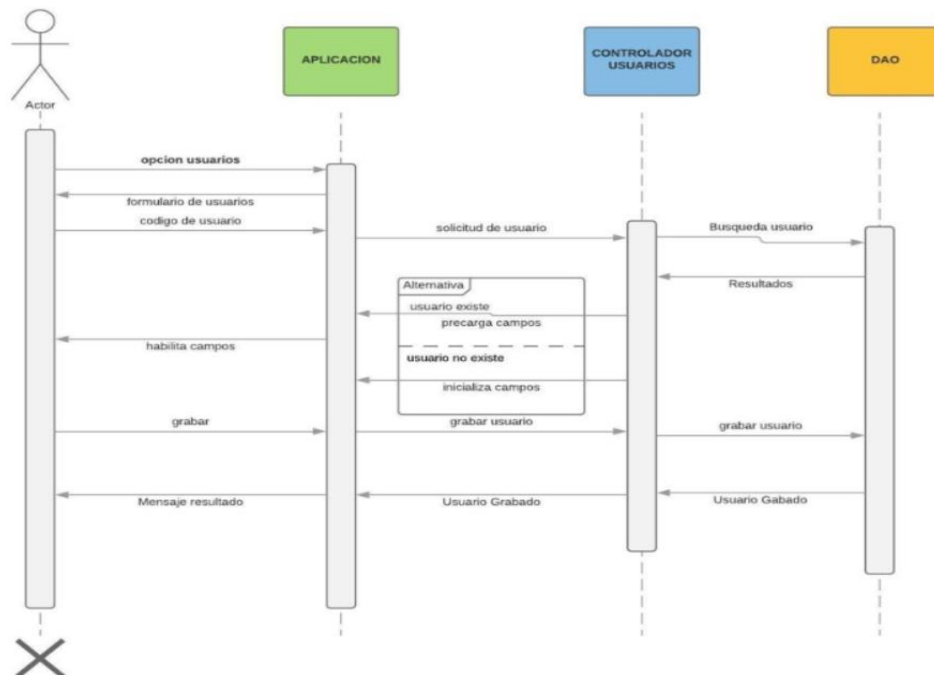 APLICACION
CONTROLADOR
USUARIOS
DAO
Actor
opcion usuarios
formulario de usuarios
codigo de usuario
solicitud de usuario
Busqueda usuario
Resultados
Alternativa
usuario existe
precarga campos
habilita campos
usuario no existe
inicializa campos
grabar
grabar usuario
grabar usuario
Mensaje resultado
Usuario Grabado
Usuario Gabado